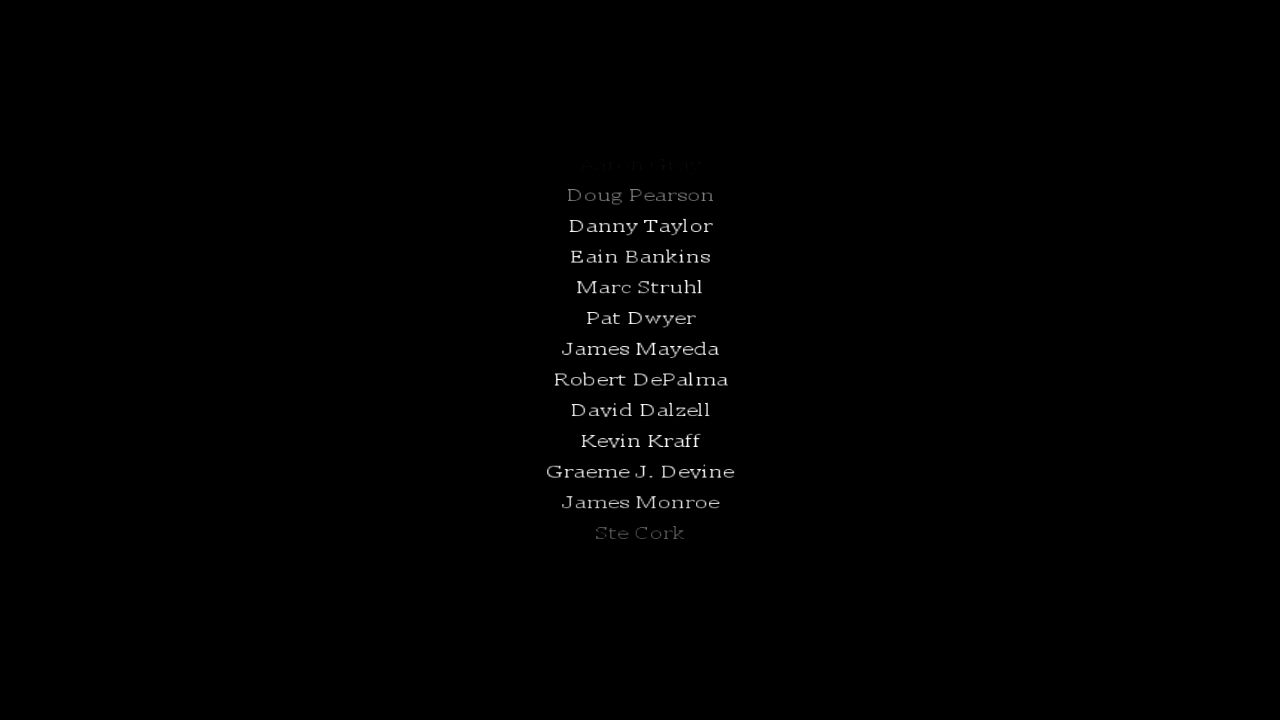 Doug Pearson
Danny Taylor
Eain Bankins
Marc Struhl
Pat Dwyer
James Mayeda
Robert DePalma
David Dalzell
Kevin Kraff
Graeme J. Devine
James Monroe
Ste Cork